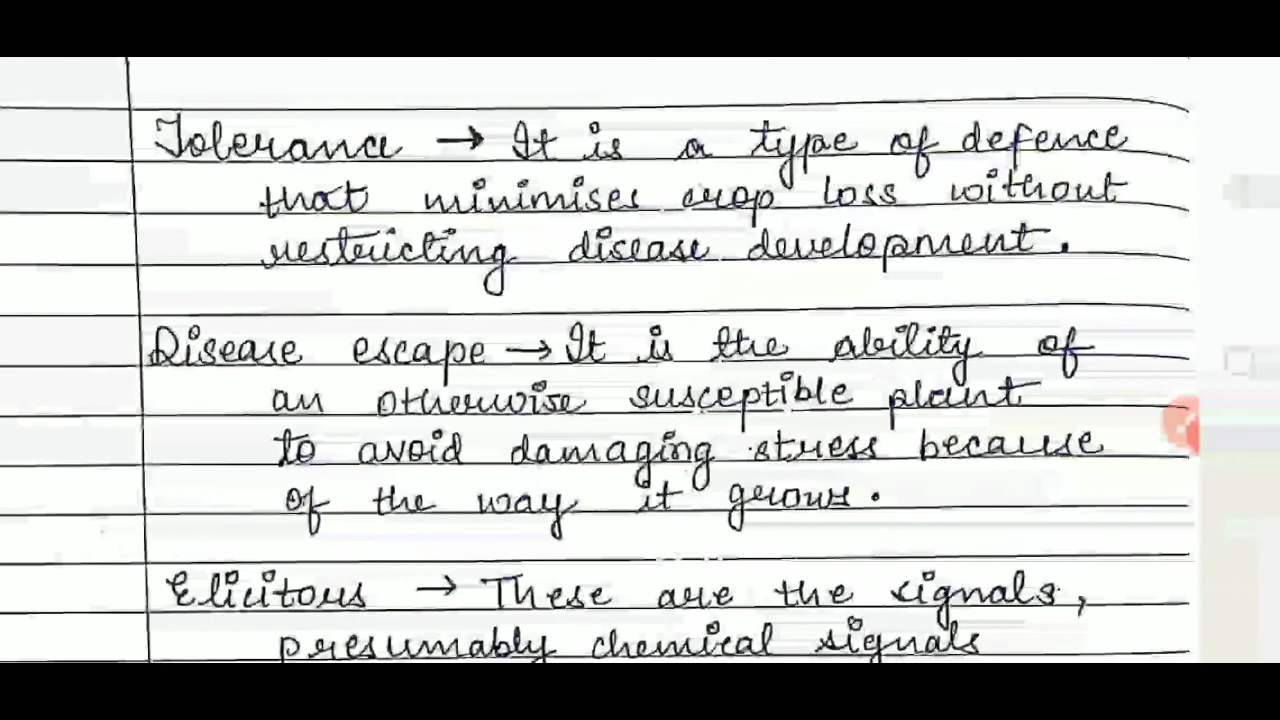 Tolerance → It is a type of defence
that minimises crop loss without
restricting disease development.
Disease escape → It is the ability of
an otherwise susceptible plant
to avoid damaging stress because
of the way it grows.
Elicitors → These are the signals,
presumably chemical signals